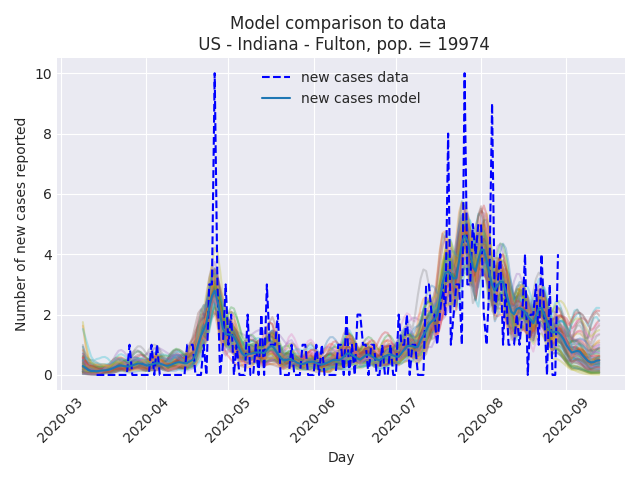 Model comparison to data
US - Indiana - Fulton, pop. = 19974
new cases data
new cases model
Number of new cases reported
10
8
6
4
2
0
2020-03
2020-04
2020-05
2020-06
2020-07
2020-08
2020-09
Day